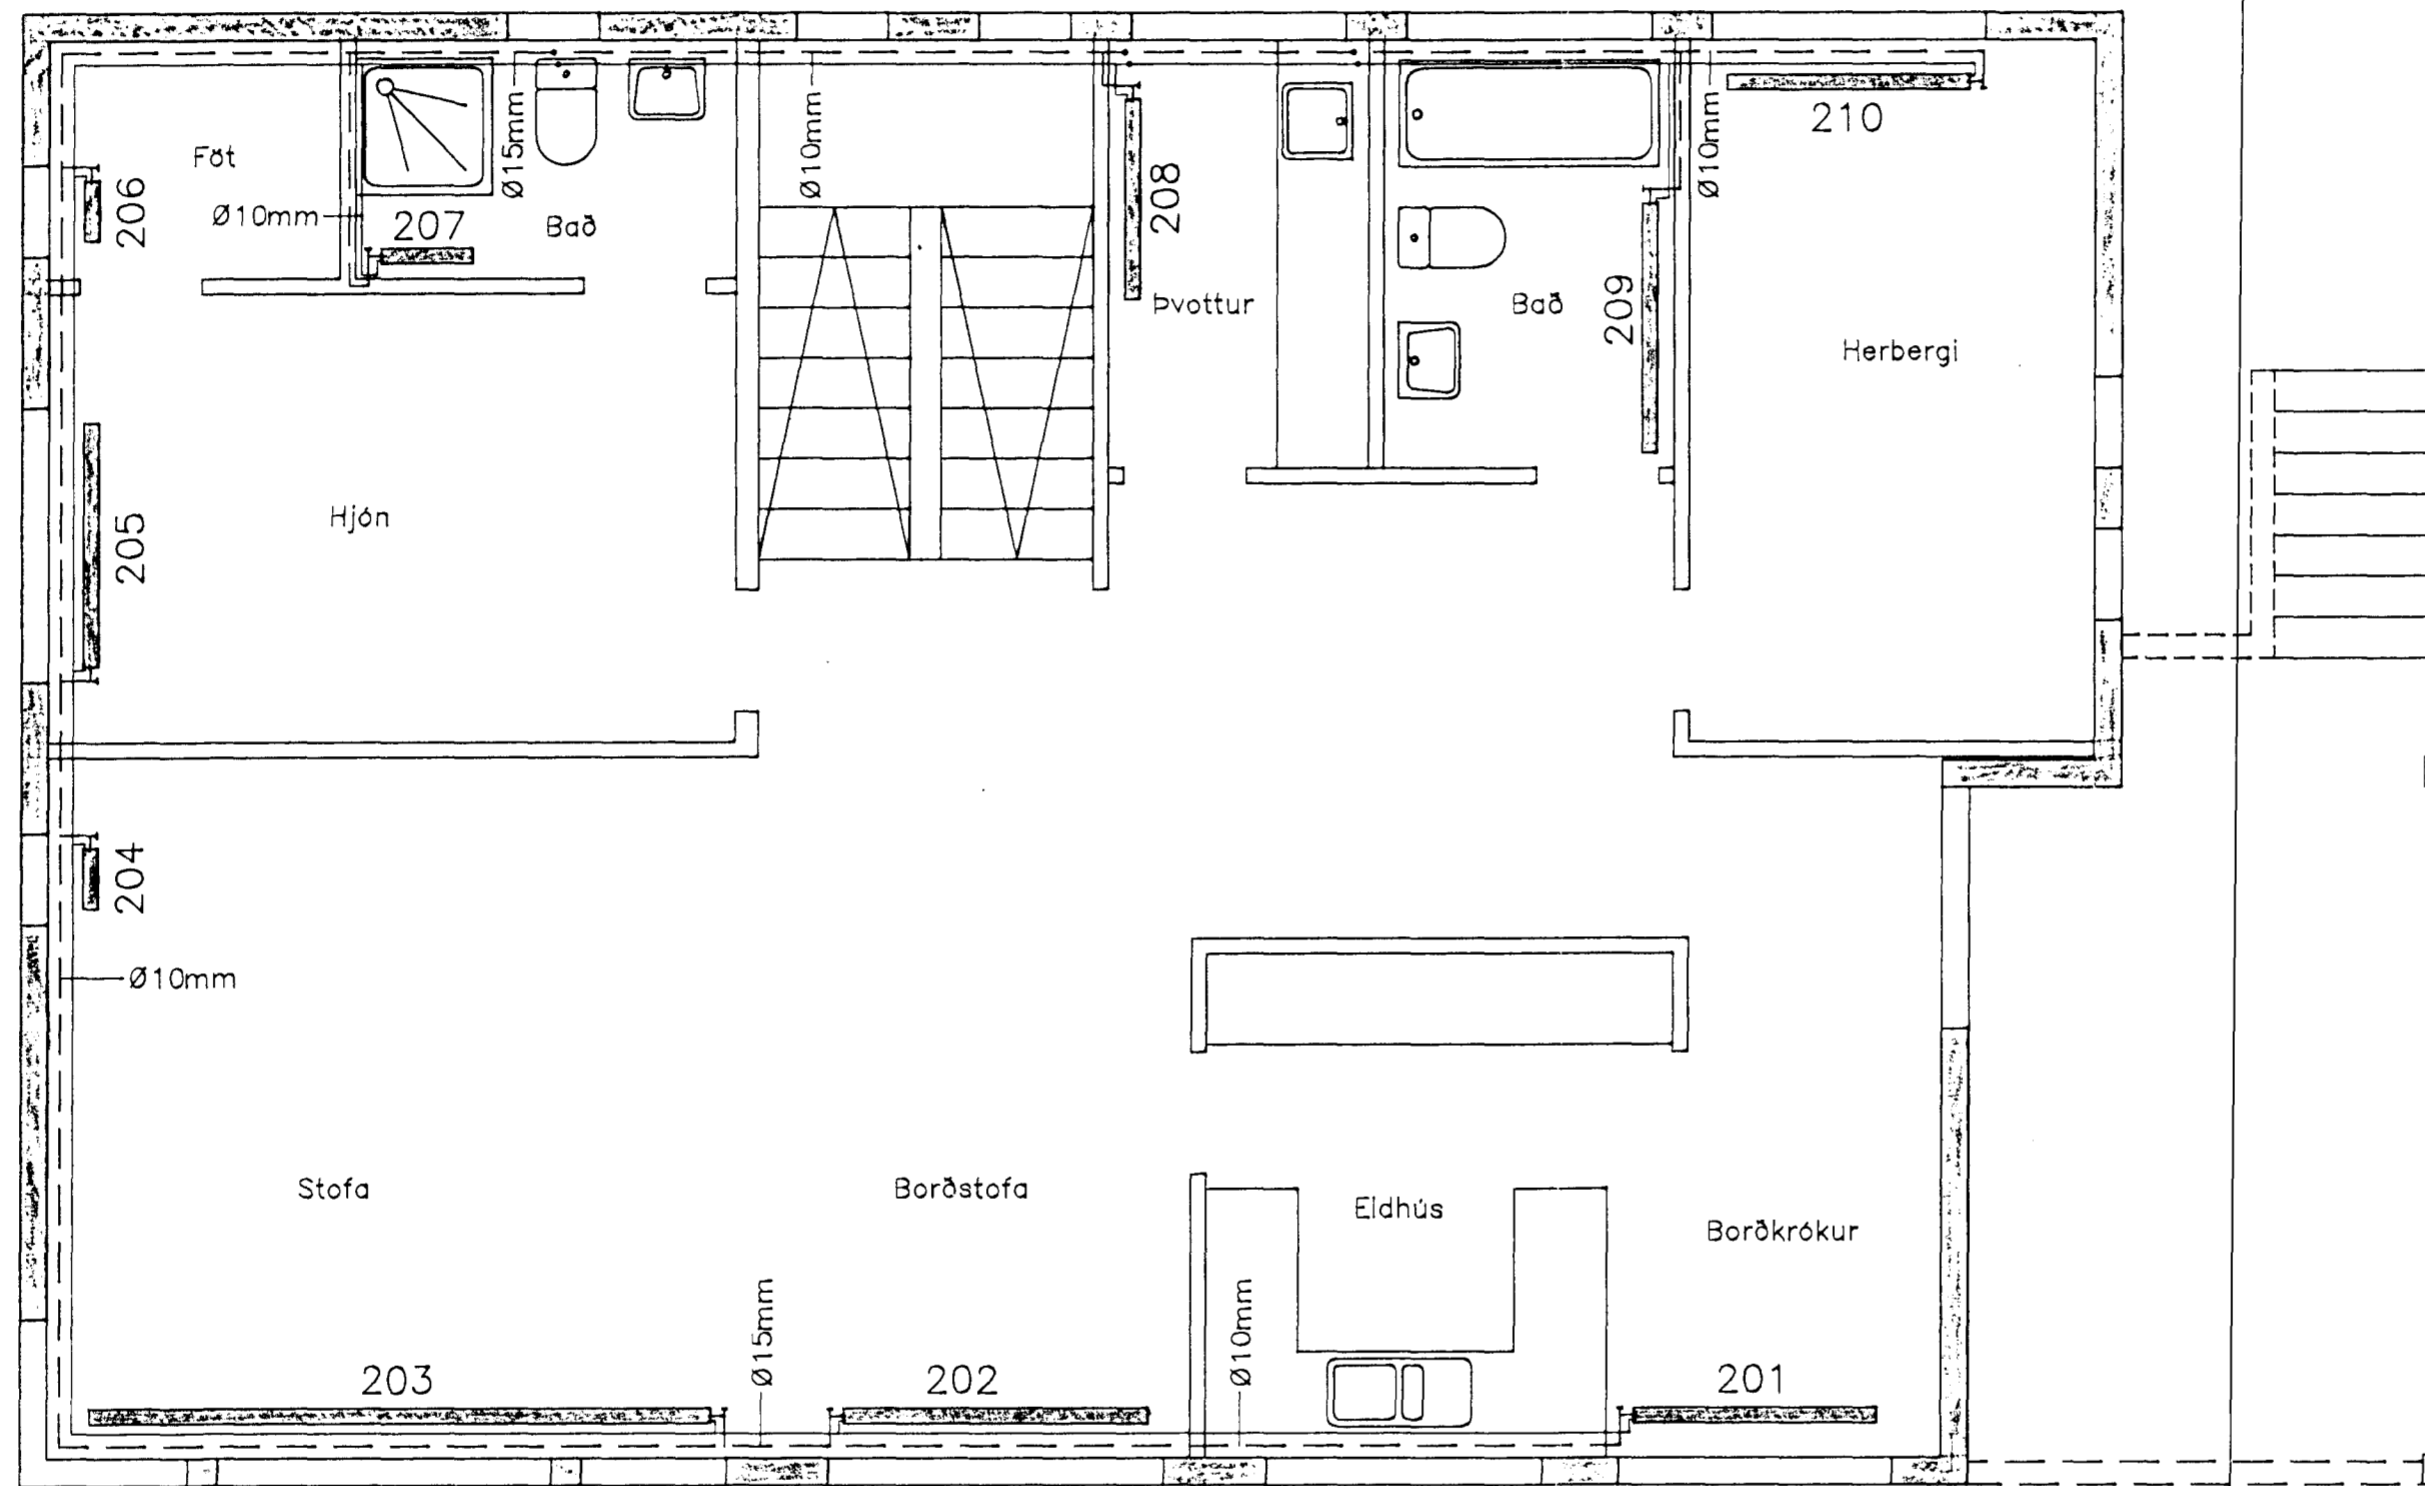 210
Föt
Ø15mm
Ø10mm
Ø10mm
206
Ø10mm
207
Bað
208
209
Þvottur
Bað
Herbergi
Hjón
205
204
Ø10mm
Stofa
Borðstofa
Eldhús
Borðkrókur
Ø15mm
Ø10mm
203
202
201